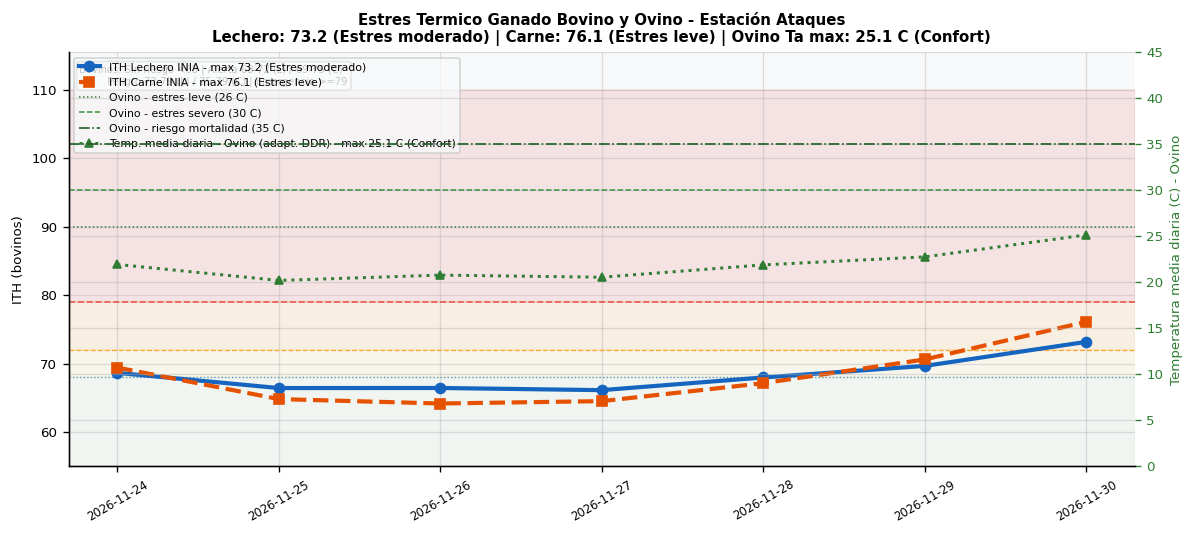 Estres Termico Ganado Bovino y Ovino - Estación Ataques
Lechero: 73.2 (Estres moderado) | Carne: 76.1 (Estres leve) | Ovino Ta max: 25.1 C (Confort)
ITH Lechero INIA - max 73.2 (Estres moderado)
ITH Carne INIA - max 76.1 (Estres leve)
Ovino - estres leve (26 C)
Ovino - estres severo (30 C)
Ovino - riesgo mortalidad (35 C)
Temp. media diaria - Ovino (adapt. DDR) - max 25.1 C (Confort)
>=79
ITH (bovinos)
110
100
90
80
70
60
45
40
35
30
25
20
15
10
5
0
Temperatura media diaria (C) - Ovino
2026-11-24
2026-11-25
2026-11-26
2026-11-27
2026-11-28
2026-11-29
2026-11-30